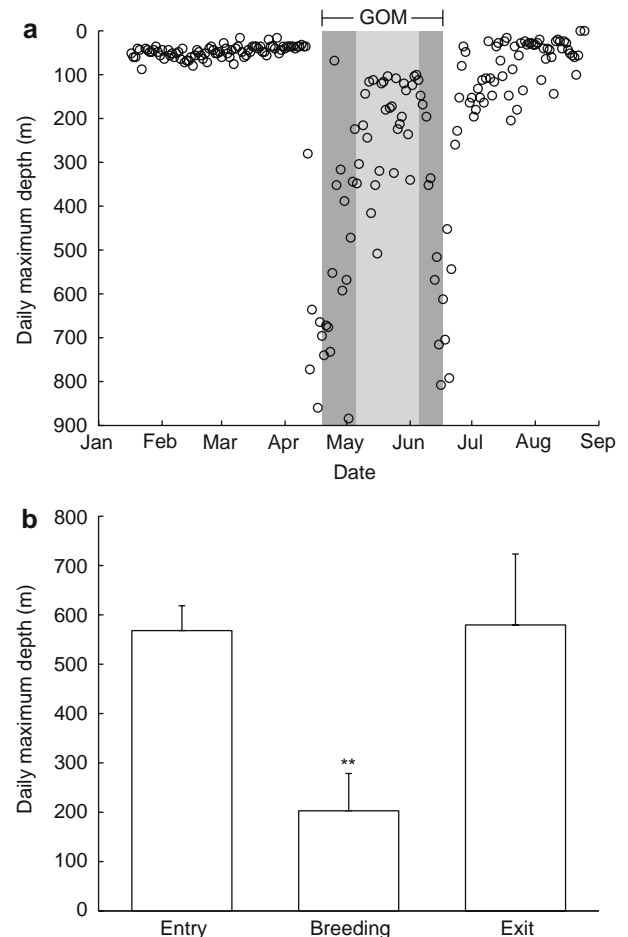 GOM
a
0
100
200
300
400
500
600
700
800
900
Daily maximum depth (m)
Jan Feb Mar Apr May Jun Jul Aug Sep
Date
b
800
700
600
500
400
300
200
100
0
Daily maximum depth (m)
**
Entry Breeding Exit